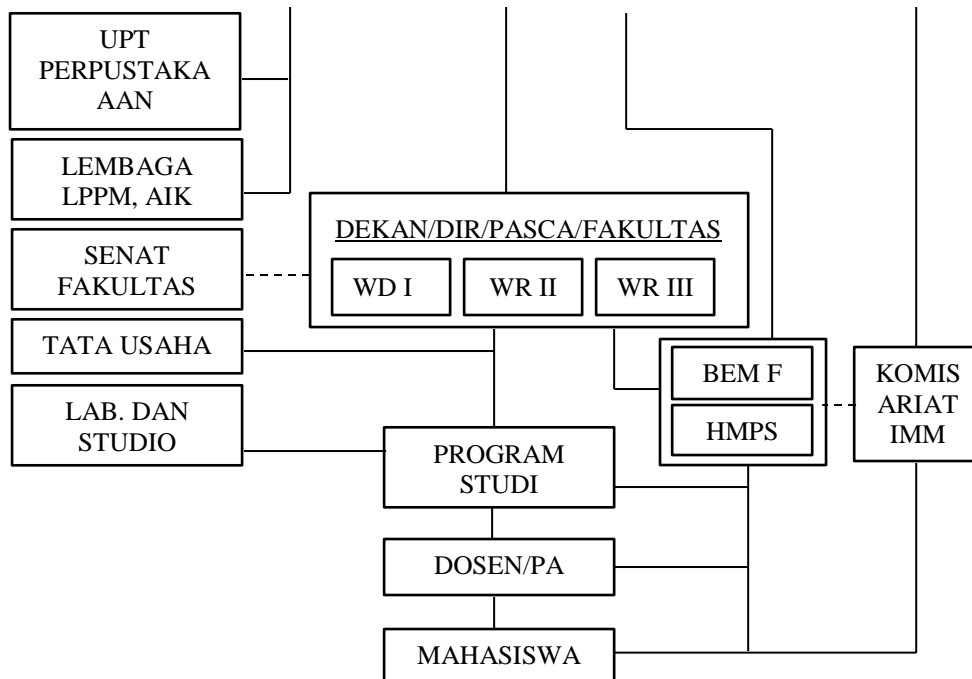 UPT
PERPUSTAKA
AAN
LEMBAGA
LPPM, AIK
DEKAN/DIR/PASCA/FAKULTAS
WD I
WR II
WR III
SENAT
FAKULTAS
TATA USAHA
BEM F
HMPS
KOMIS
ARIAT
IMM
LAB. DAN
STUDIO
PROGRAM
STUDI
DOSEN/PA
MAHASISWA